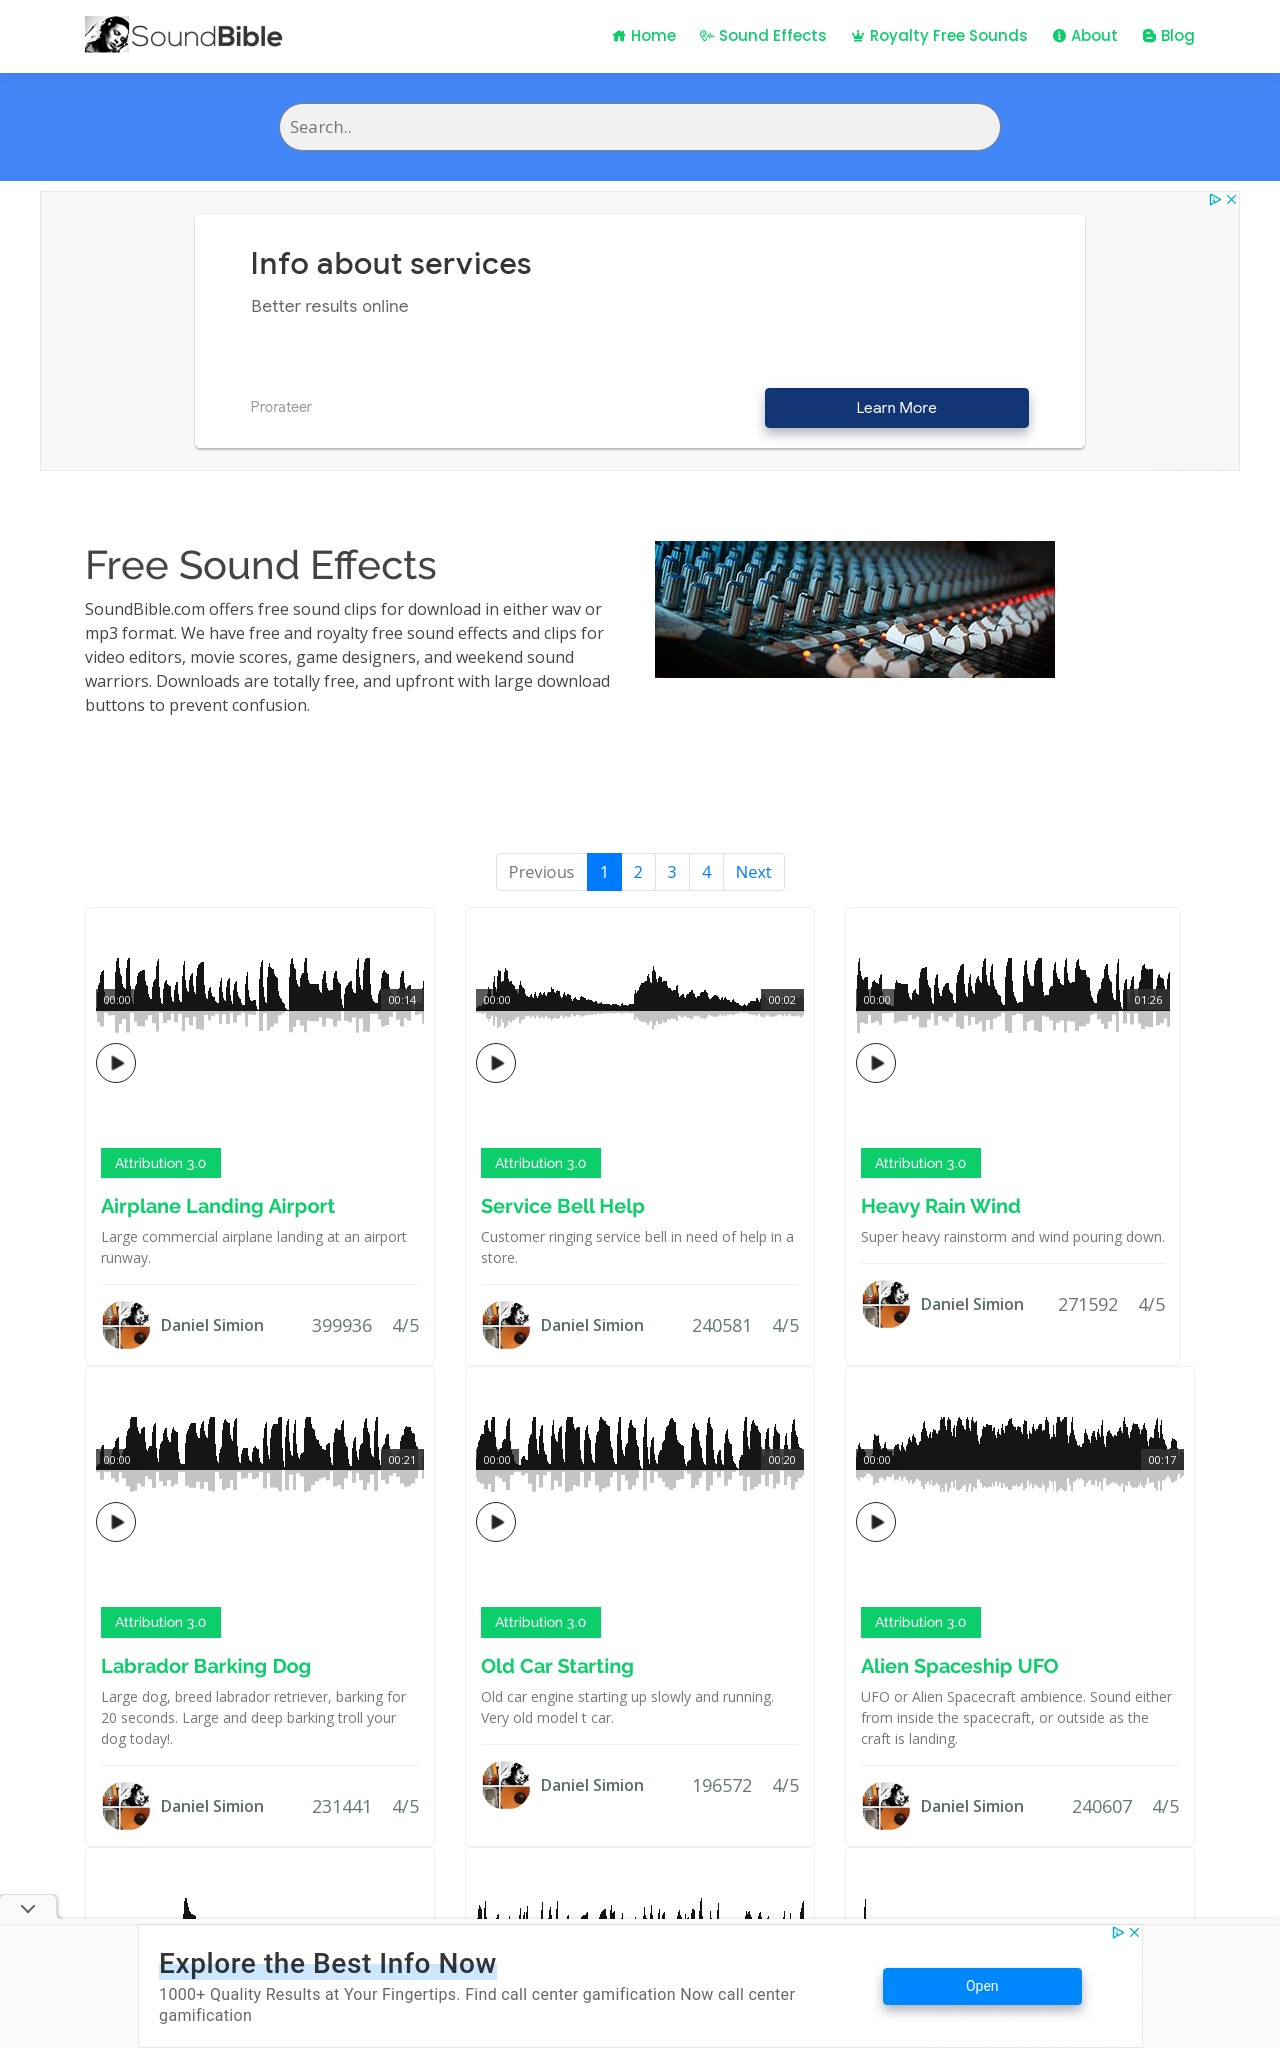 SoundBible
Home Sound Effects Royalty Free Sounds About Blog
Search..
Info about services
Better results online
Prorateer
Learn More
Free Sound Effects
SoundBible.com offers free sound clips for download in either wav or
mp3 format. We have free and royalty free sound effects and clips for
video editors, movie scores, game designers, and weekend sound
warriors. Downloads are totally free, and upfront with large download
buttons to prevent confusion.
Previous 1 2 3 4 Next
00:00 00:14
Attribution 3.0
Airplane Landing Airport
Large commercial airplane landing at an airport
runway.
Daniel Simion 399936 4/5
00:00 00:02
Attribution 3.0
Service Bell Help
Customer ringing service bell in need of help in a
store.
Daniel Simion 240581 4/5
00:00 01:26
Attribution 3.0
Heavy Rain Wind
Super heavy rainstorm and wind pouring down.
Daniel Simion 271592 4/5
00:00 00:21
Attribution 3.0
Labrador Barking Dog
Large dog, breed labrador retriever, barking for
20 seconds. Large and deep barking troll your
dog today!.
Daniel Simion 231441 4/5
00:00 00:20
Attribution 3.0
Old Car Starting
Old car engine starting up slowly and running.
Very old model t car.
Daniel Simion 196572 4/5
00:00 00:17
Attribution 3.0
Alien Spaceship UFO
UFO or Alien Spacecraft ambience. Sound either
from inside the spacecraft, or outside as the
craft is landing.
Daniel Simion 240607 4/5
Explore the Best Info Now
1000+ Quality Results at Your Fingertips. Find call center gamification Now call center
gamification
Open